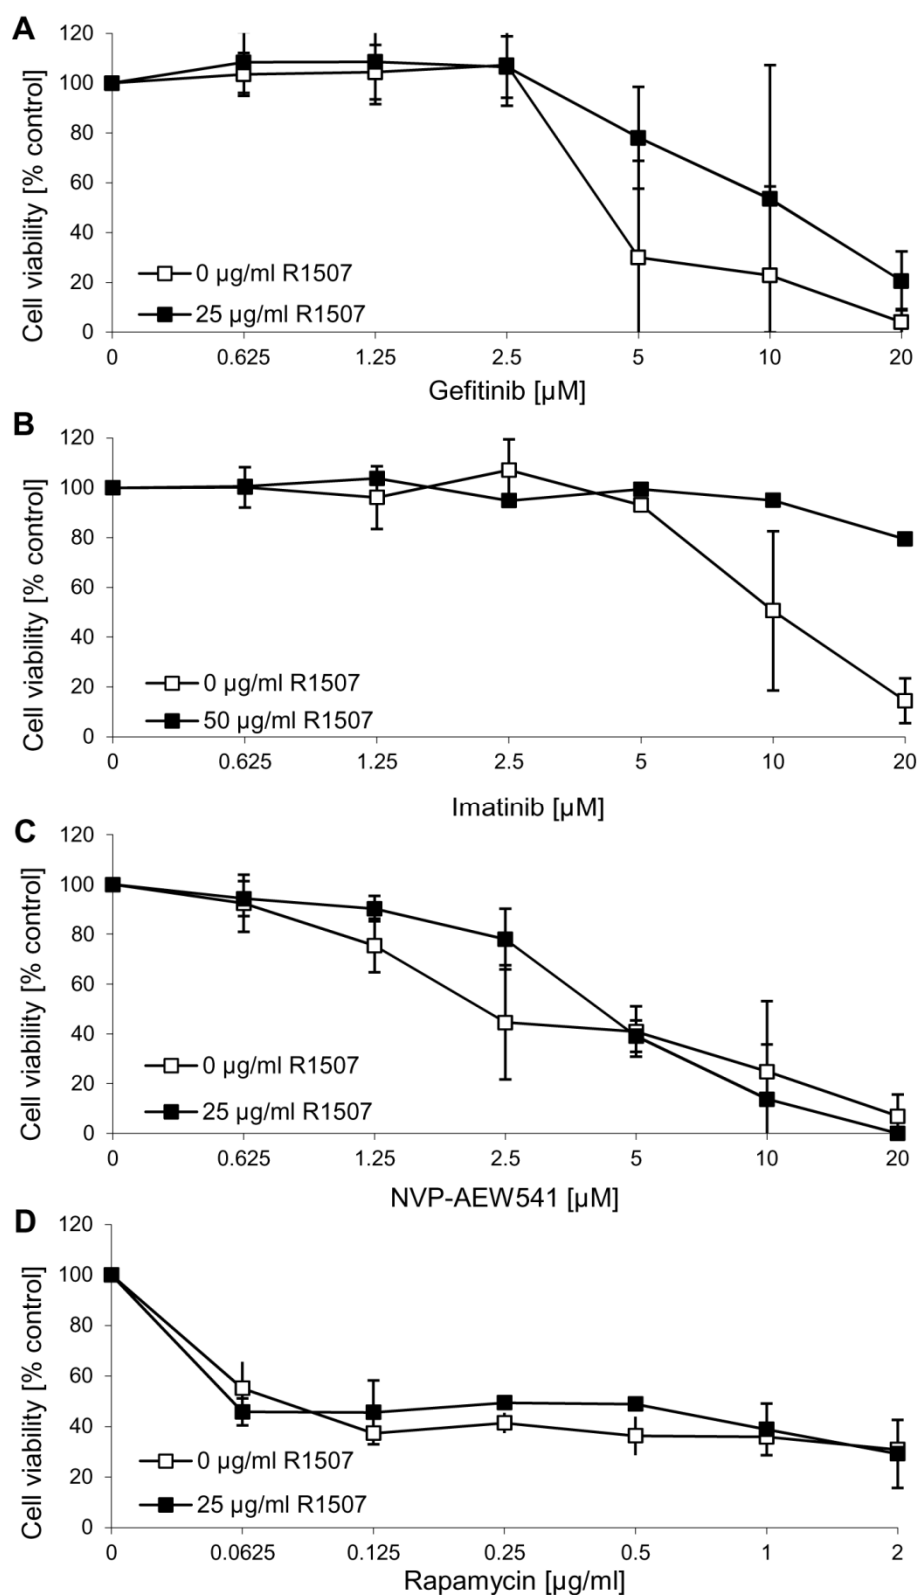 A
Cell viability [% control]
120
100
80
60
40
20
0
0 µg/ml R1507
25 µg/ml R1507
0 0.625 1.25 2.5 5 10 20
Gefitinib [µM]
B
Cell viability [% control]
120
100
80
60
40
20
0
0 µg/ml R1507
50 µg/ml R1507
0 0.625 1.25 2.5 5 10 20
Imatinib [µM]
C
Cell viability [% control]
120
100
80
60
40
20
0
0 µg/ml R1507
25 µg/ml R1507
0 0.625 1.25 2.5 5 10 20
NVP-AEW541 [µM]
D
Cell viability [% control]
120
100
80
60
40
20
0
0 µg/ml R1507
25 µg/ml R1507
0 0.0625 0.125 0.25 0.5 1 2
Rapamycin [µg/ml]